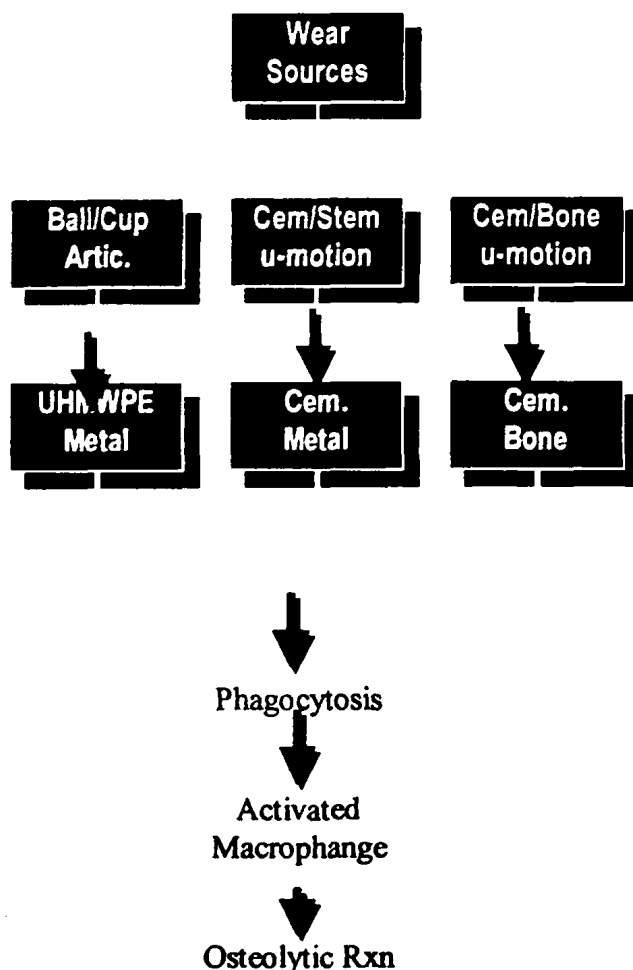 Wear
Sources
Ball/Cup
Artic.
Cem/Stem
u-motion
Cem/Bone
u-motion
UHMWPE
Metal
Cem.
Metal
Cem.
Bone
Phagocytosis
Activated
Macrophange
Osteolytic Rxn